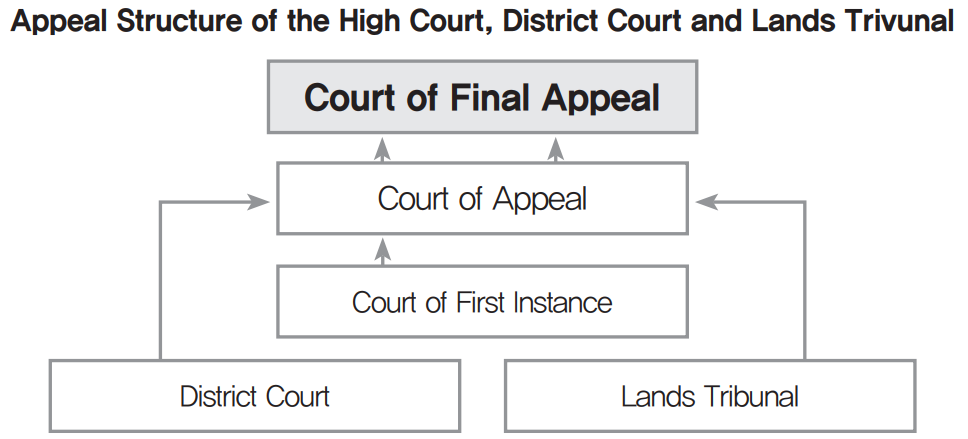 Appeal Structure of the High Court, District Court and Lands Trivunal
Court of Final Appeal
Court of Appeal
Court of First Instance
District Court
Lands Tribunal